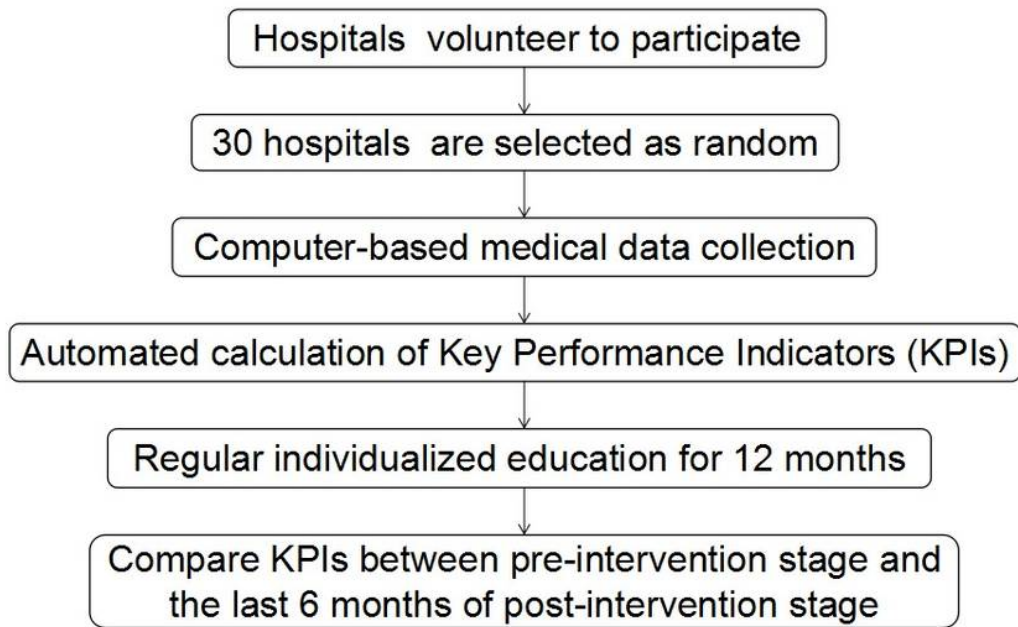 Hospitals volunteer to participate
30 hospitals are selected as random
Computer-based medical data collection
Automated calculation of Key Performance Indicators (KPIs)
Regular individualized education for 12 months
Compare KPIs between pre-intervention stage and
the last 6 months of post-intervention stage